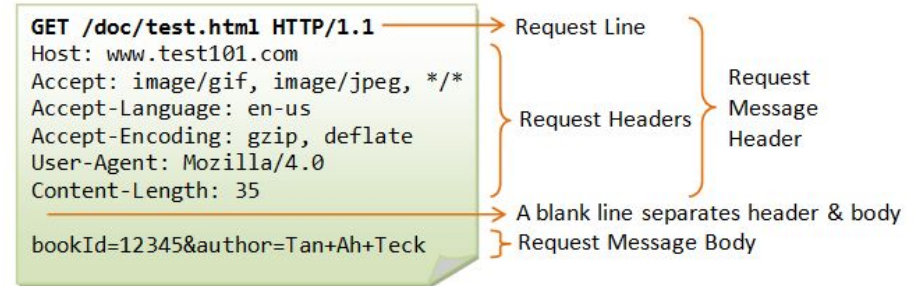 GET /doc/test.html HTTP/1.1
Host: www.test101.com
Accept: image/gif, image/jpeg, */*
Accept-Language: en-us
Accept-Encoding: gzip, deflate
User-Agent: Mozilla/4.0
Content-Length: 35
bookId=12345&author=Tan+Ah+Teck
Request Line
Request Headers
Request
Message
Header
A blank line separates header & body
Request Message Body